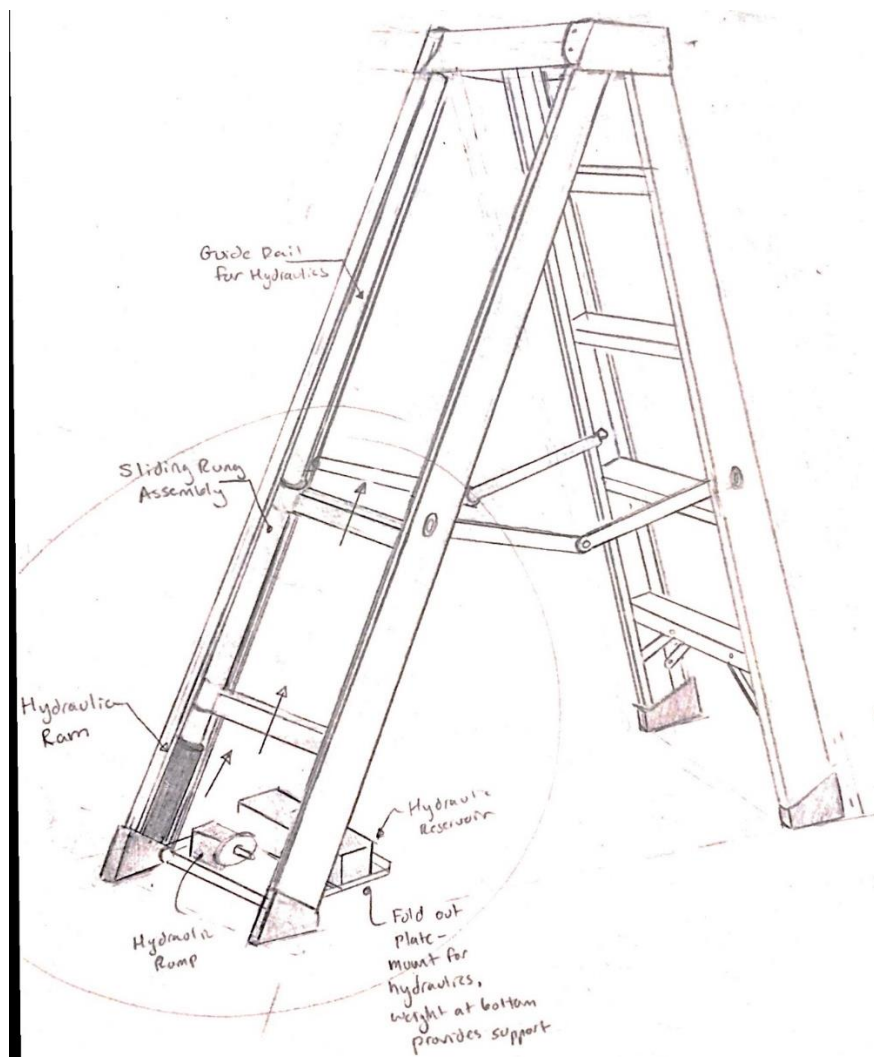 Guide Rail
for Hydraulics
Sliding Rung
Assembly
Hydraulic
Ram
Hydraulic
Reservoir
Hydraulic
Pump
Fold out
plate-
mount for
hydraulics,
weight at bottom
provides support